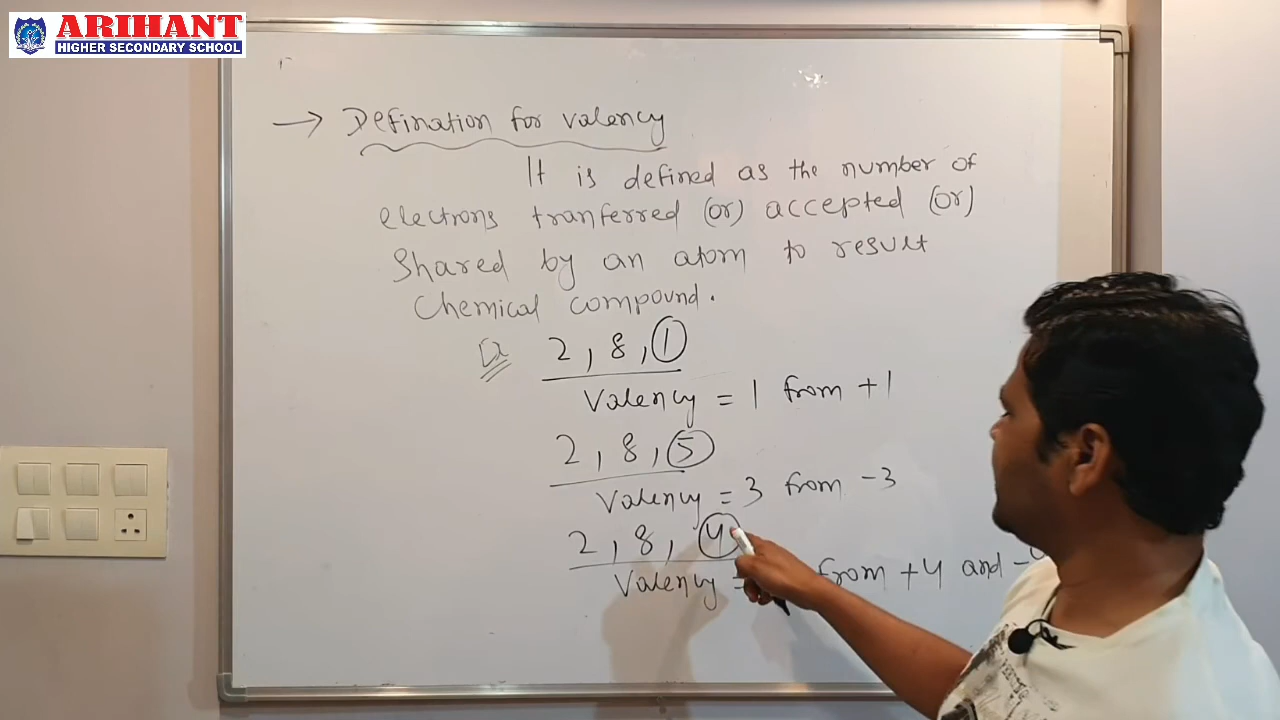 ARIHANT
HIGHER SECONDARY SCHOOL
→ Defination for valency
It is defined as the number of
electrons tranferred (or) accepted (or)
Shared by an atom to result
Chemical compound.
Ex 2, 8, 1
Valency = 1 from +1
2, 8, 5
Valency = 3 from -3
2, 8, 4
Valency = from +4 and -4